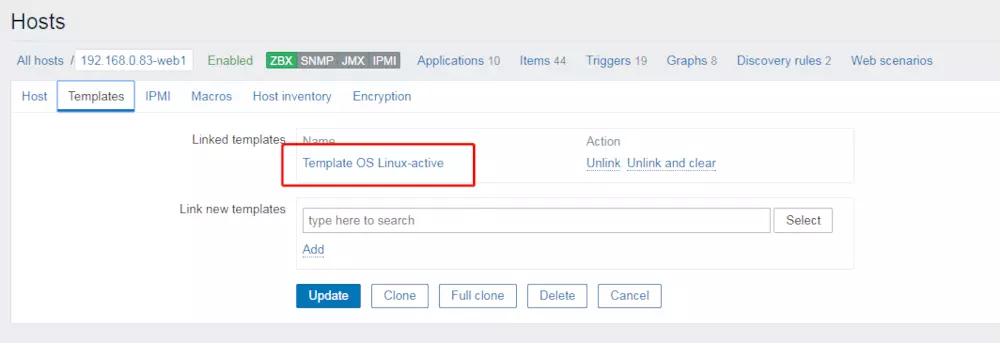 Hosts
All hosts / 192.168.0.83-web1 Enabled ZBX SNMP JMX IPMI Applications 10 Items 44 Triggers 19 Graphs 8 Discovery rules 2 Web scenarios
Host Templates IPMI Macros Host inventory Encryption
Linked templates Name Action
Template OS Linux-active Unlink Unlink and clear
Link new templates type here to search Select
Add
Update Clone Full clone Delete Cancel